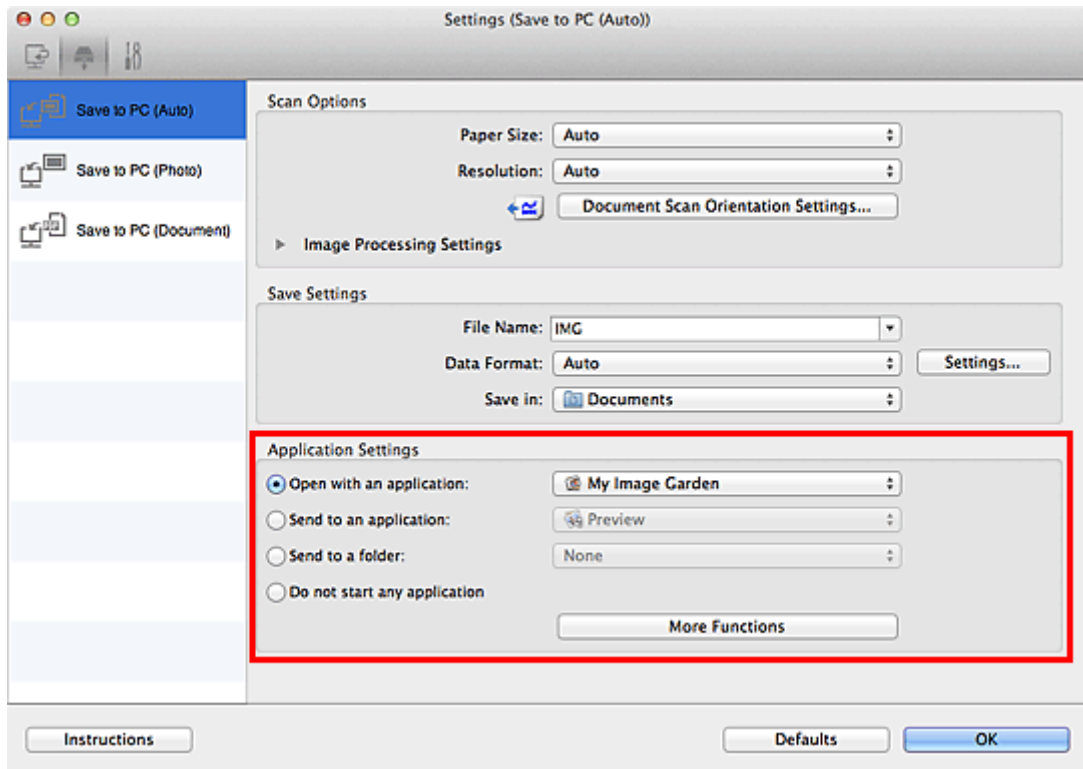 Settings (Save to PC (Auto))
Save to PC (Auto)
Save to PC (Photo)
Save to PC (Document)
Scan Options
Paper Size: Auto
Resolution: Auto
Document Scan Orientation Settings...
Image Processing Settings
Save Settings
File Name: IMG
Data Format: Auto Settings...
Save in: Documents
Application Settings
Open with an application: My Image Garden
Send to an application: Preview
Send to a folder: None
Do not start any application
More Functions
Instructions Defaults OK